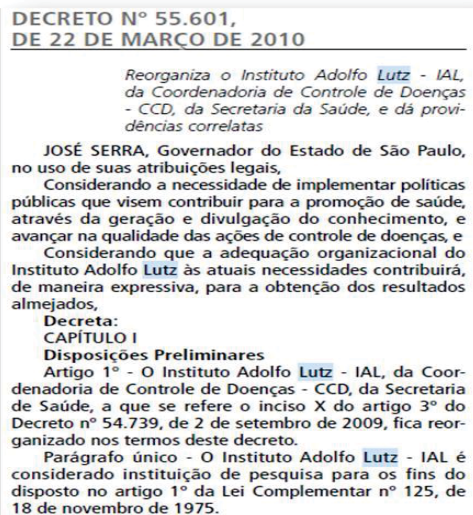 DECRETO Nº 55.601,
DE 22 DE MARÇO DE 2010
Reorganiza o Instituto Adolfo Lutz - IAL,
da Coordenadoria de Controle de Doenças
- CCD, da Secretaria da Saúde, e dá provi-
dências correlatas
JOSÉ SERRA, Governador do Estado de São Paulo,
no uso de suas atribuições legais,
Considerando a necessidade de implementar políticas
públicas que visem contribuir para a promoção de saúde,
através da geração e divulgação do conhecimento, e
avançar na qualidade das ações de controle de doenças, e
Considerando que a adequação organizacional do
Instituto Adolfo Lutz às atuais necessidades contribuirá,
de maneira expressiva, para a obtenção dos resultados
almejados,
Decreta:
CAPÍTULO I
Disposições Preliminares
Artigo 1º - O Instituto Adolfo Lutz - IAL, da Coor-
denadoria de Controle de Doenças - CCD, da Secretaria
de Saúde, a que se refere o inciso X do artigo 3º do
Decreto nº 54.739, de 2 de setembro de 2009, fica reor-
ganizado nos termos deste decreto.
Parágrafo único - O Instituto Adolfo Lutz - IAL é
considerado instituição de pesquisa para os fins do
disposto no artigo 1º da Lei Complementar nº 125, de
18 de novembro de 1975.